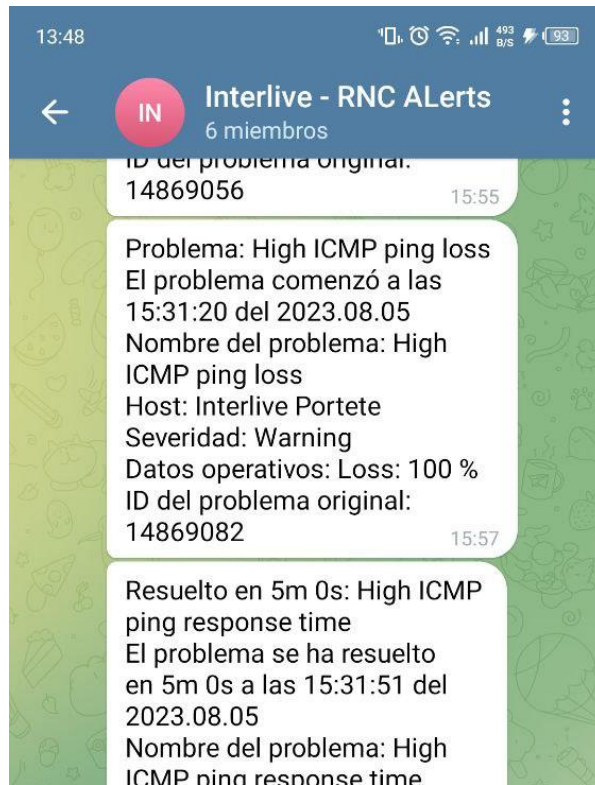 13:48
493
B/S
93
IN
Interlive - RNC ALerts
6 miembros
ID del problema original:
14869056
15:55
Problema: High ICMP ping loss
El problema comenzó a las
15:31:20 del 2023.08.05
Nombre del problema: High
ICMP ping loss
Host: Interlive Portete
Severidad: Warning
Datos operativos: Loss: 100 %
ID del problema original:
14869082
15:57
Resuelto en 5m 0s: High ICMP
ping response time
El problema se ha resuelto
en 5m 0s a las 15:31:51 del
2023.08.05
Nombre del problema: High
ICMP ping response time